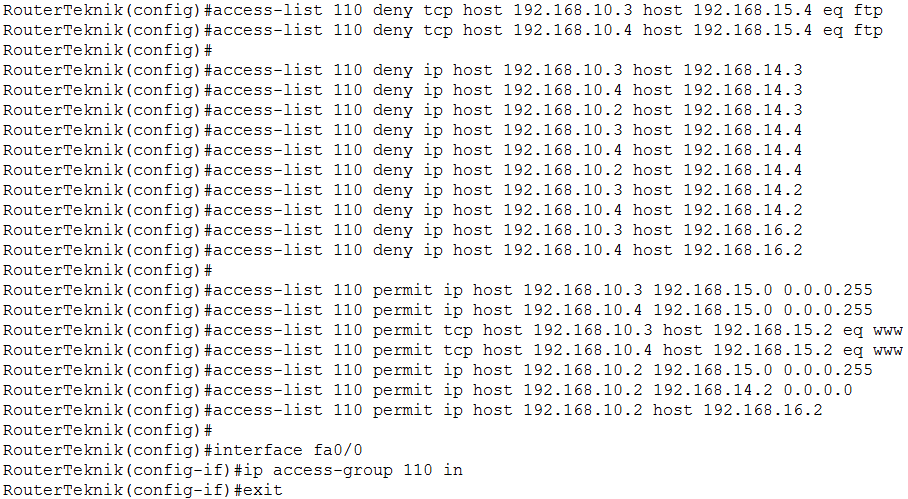 RouterTeknik(config)#access-list 110 deny tcp host 192.168.10.3 host 192.168.15.4 eq ftp
RouterTeknik(config)#access-list 110 deny tcp host 192.168.10.4 host 192.168.15.4 eq ftp
RouterTeknik(config)#
RouterTeknik(config)#access-list 110 deny ip host 192.168.10.3 host 192.168.14.3
RouterTeknik(config)#access-list 110 deny ip host 192.168.10.4 host 192.168.14.3
RouterTeknik(config)#access-list 110 deny ip host 192.168.10.2 host 192.168.14.3
RouterTeknik(config)#access-list 110 deny ip host 192.168.10.3 host 192.168.14.4
RouterTeknik(config)#access-list 110 deny ip host 192.168.10.4 host 192.168.14.4
RouterTeknik(config)#access-list 110 deny ip host 192.168.10.2 host 192.168.14.4
RouterTeknik(config)#access-list 110 deny ip host 192.168.10.3 host 192.168.14.2
RouterTeknik(config)#access-list 110 deny ip host 192.168.10.4 host 192.168.14.2
RouterTeknik(config)#access-list 110 deny ip host 192.168.10.3 host 192.168.16.2
RouterTeknik(config)#access-list 110 deny ip host 192.168.10.4 host 192.168.16.2
RouterTeknik(config)#
RouterTeknik(config)#access-list 110 permit ip host 192.168.10.3 192.168.15.0 0.0.0.255
RouterTeknik(config)#access-list 110 permit ip host 192.168.10.4 192.168.15.0 0.0.0.255
RouterTeknik(config)#access-list 110 permit tcp host 192.168.10.3 host 192.168.15.2 eq www
RouterTeknik(config)#access-list 110 permit tcp host 192.168.10.4 host 192.168.15.2 eq www
RouterTeknik(config)#access-list 110 permit ip host 192.168.10.2 192.168.15.0 0.0.0.255
RouterTeknik(config)#access-list 110 permit ip host 192.168.10.2 192.168.14.2 0.0.0.0
RouterTeknik(config)#access-list 110 permit ip host 192.168.10.2 host 192.168.16.2
RouterTeknik(config)#
RouterTeknik(config)#interface fa0/0
RouterTeknik(config-if)#ip access-group 110 in
RouterTeknik(config-if)#exit